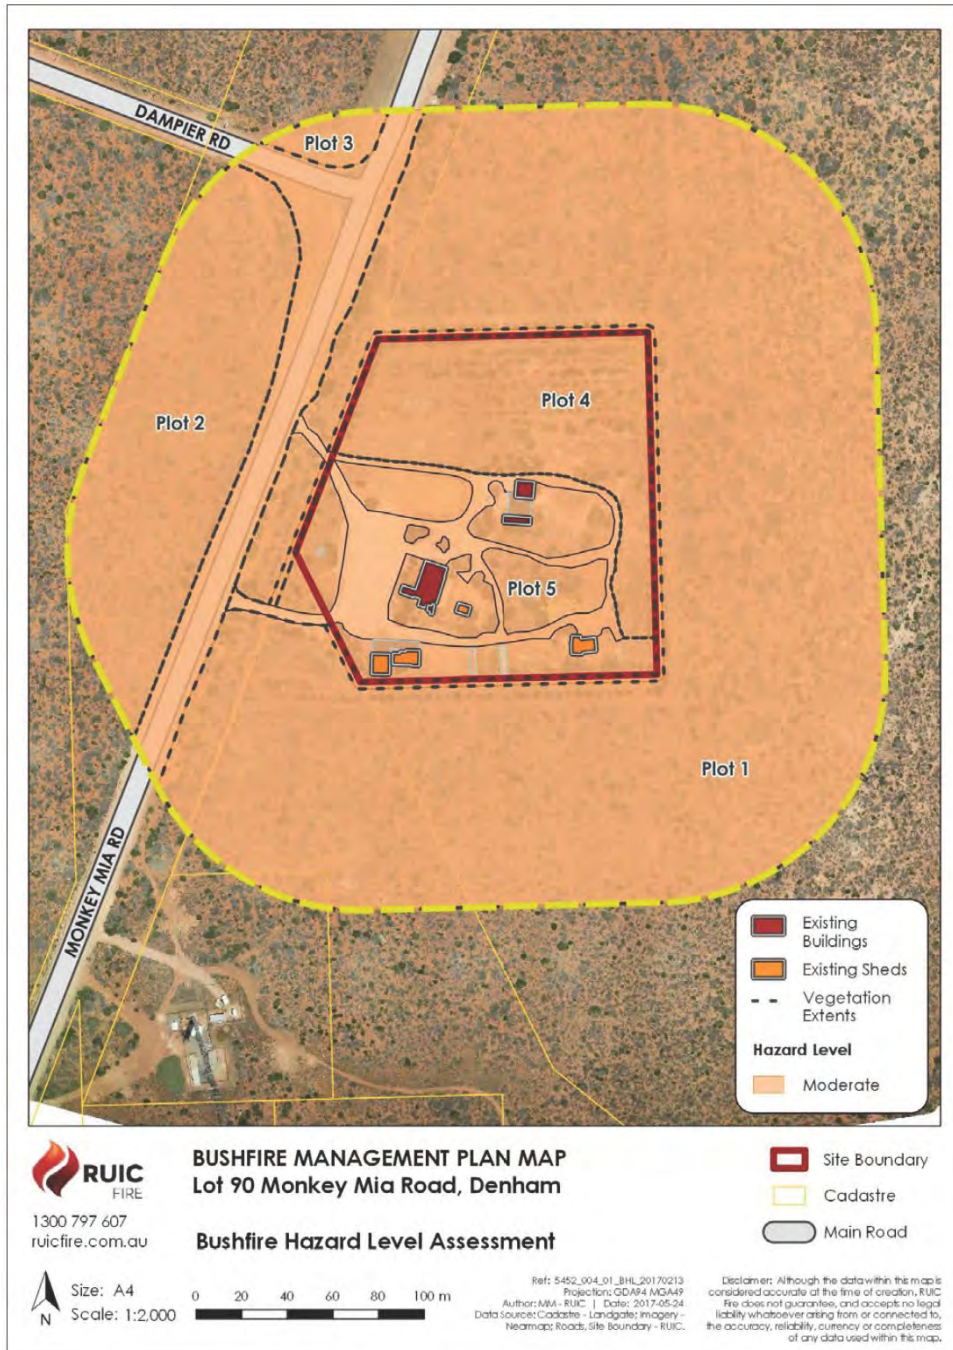 DAMPIER RD
Plot 3
Plot 2
Plot 4
Plot 5
Plot 1
MONKEY MIA RD
Existing
Buildings
Existing Sheds
Vegetation
Extents
Hazard Level
Moderate
RUIC
FIRE
1300 797 607
ruicfire.com.au
BUSHFIRE MANAGEMENT PLAN MAP
Lot 90 Monkey Mia Road, Denham
Bushfire Hazard Level Assessment
Site Boundary
Cadastre
Main Road
N
Size: A4
Scale: 1:2,000
0 20 40 60 80 100 m
Ref: 5452_004_01_BHL_20170213
Projection: GDA94 MGA49
Author: MM - RUIC | Date: 2017-05-24
Data Source: Cadastre - Landgate; Imagery -
Nearmap; Roads, Site Boundary - RUIC.
Disclaimer: Although the data within this map is
considered accurate at the time of creation, RUIC
Fire does not guarantee, and accepts no legal
liability whatsoever arising from or connected to,
the accuracy, reliability, currency or completeness
of any data used within this map.